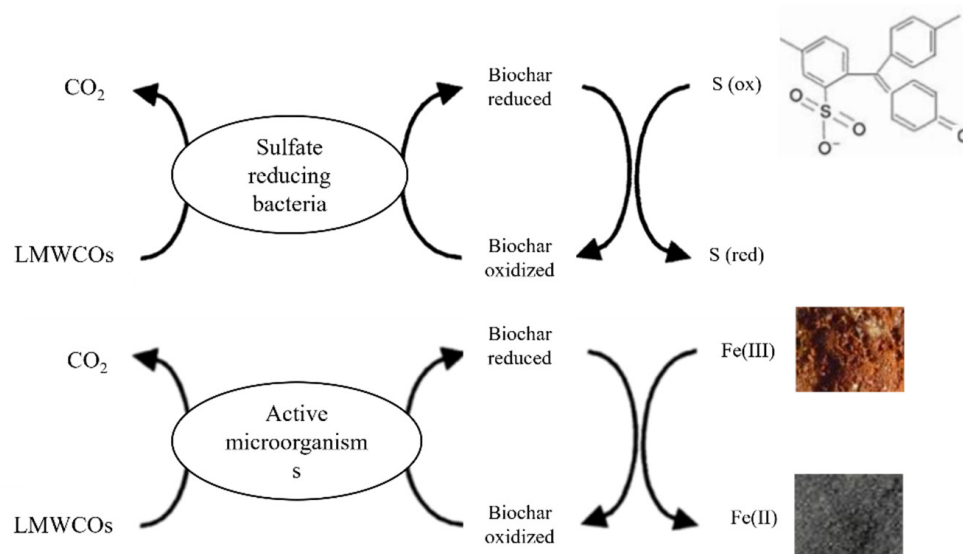 CO₂
Sulfate
reducing
bacteria
LMWCOs
Biochar
reduced
Biochar
oxidized
S (ox)
S (red)
O
S
O
O⁻
O
CO₂
Active
microorganism
s
LMWCOs
Biochar
reduced
Biochar
oxidized
Fe(III)
Fe(II)